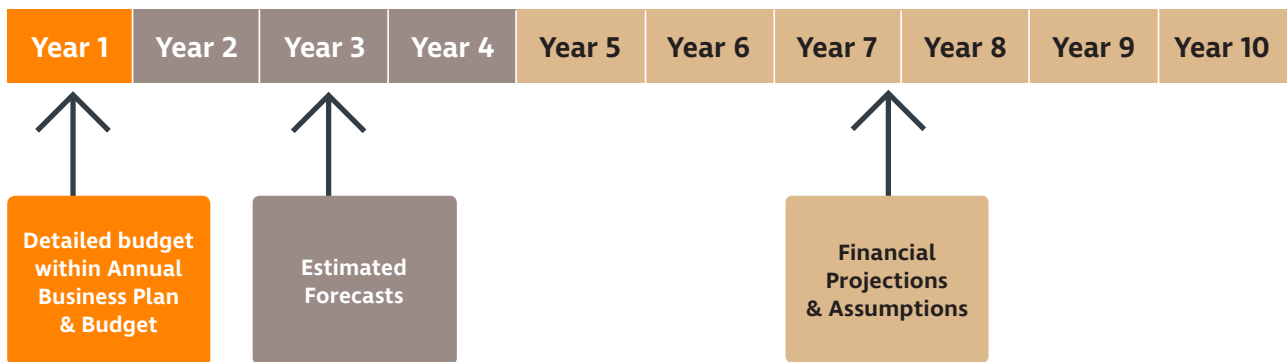 Year 1 Year 2 Year 3 Year 4 Year 5 Year 6 Year 7 Year 8 Year 9 Year 10
Detailed budget
within Annual
Business Plan
& Budget
Estimated
Forecasts
Financial
Projections
& Assumptions